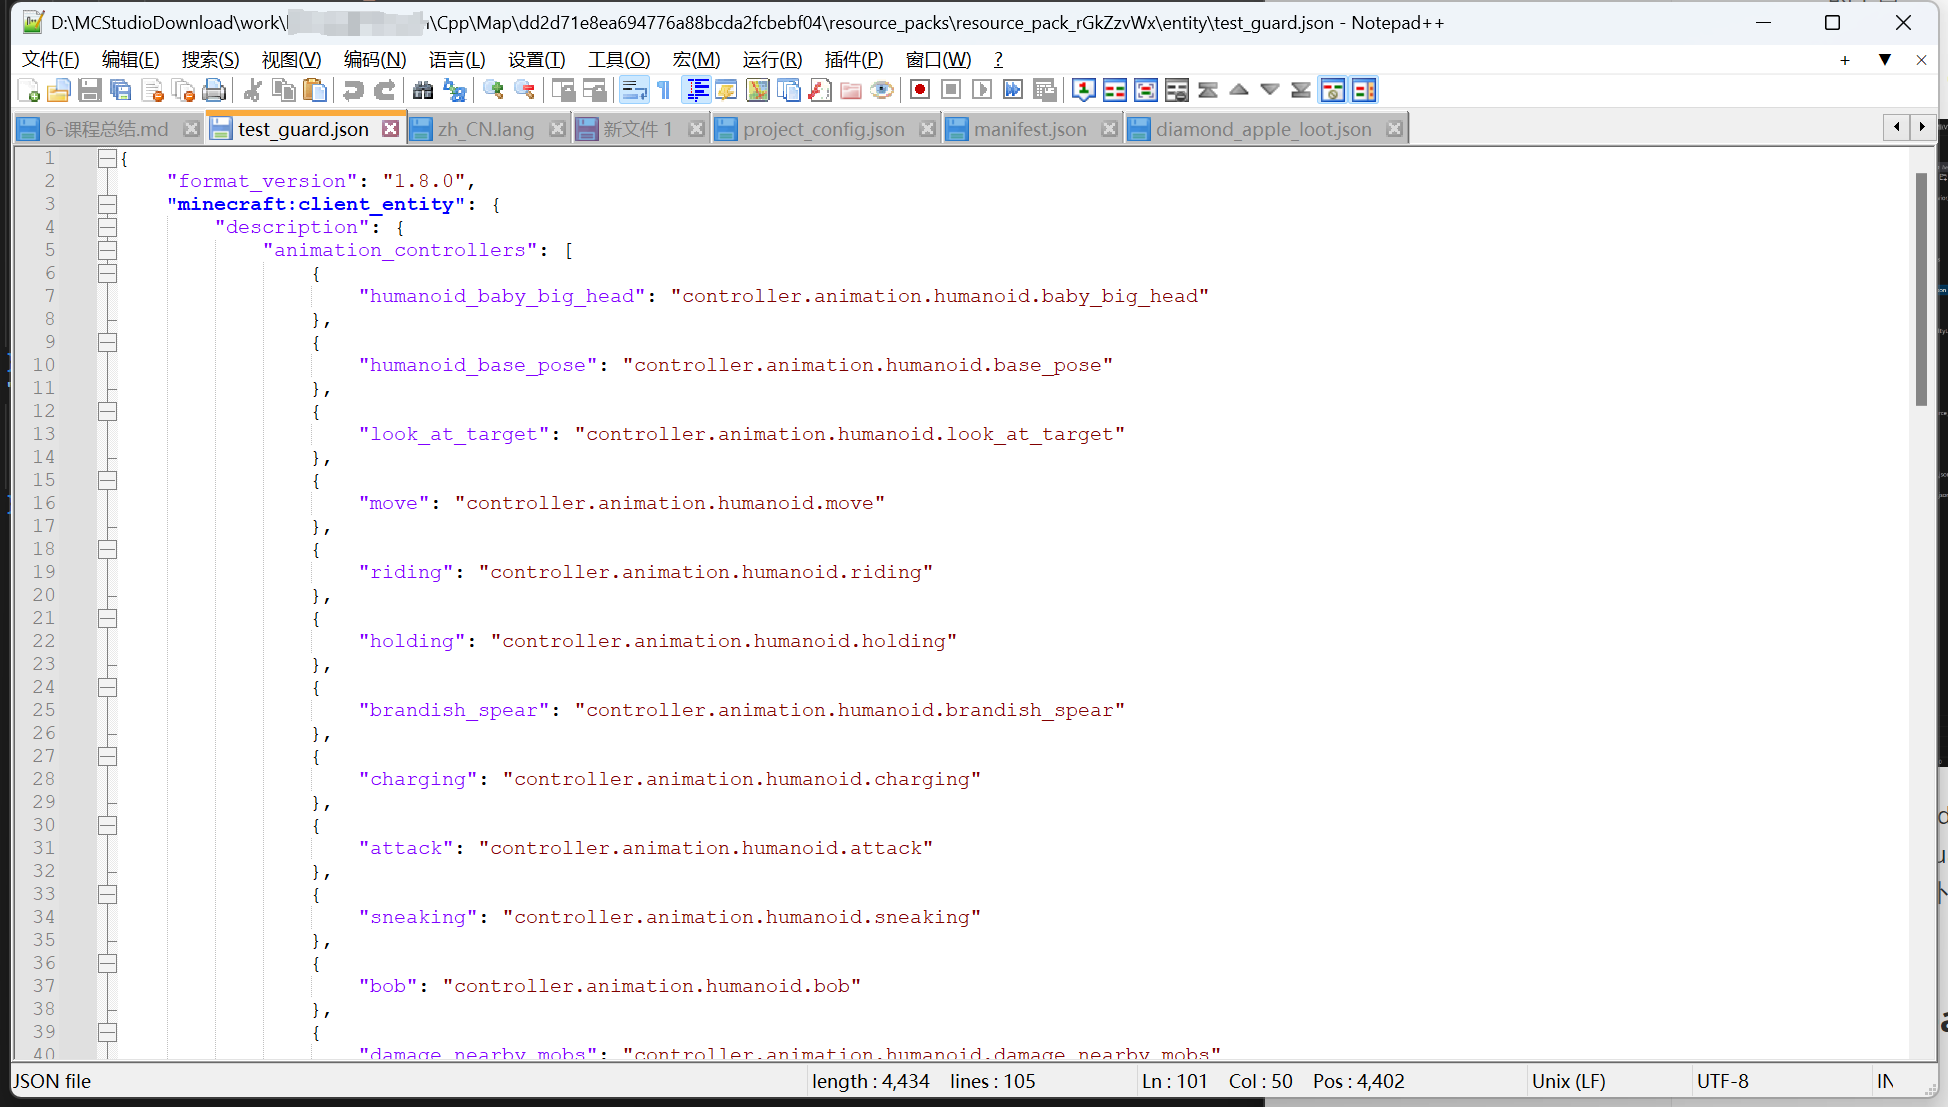 D:\MCStudioDownload\work\ \Cpp\Map\dd2d71e8ea694776a88bcda2fcbebf04\resource_packs\resource_pack_rGkZzvWx\entity\test_guard.json - Notepad++
文件(F) 编辑(E) 搜索(S) 视图(V) 编码(N) 语言(L) 设置(T) 工具(O) 宏(M) 运行(R) 插件(P) 窗口(W) ?
6-课程总结.md test_guard.json zh_CN.lang 新文件 1 project_config.json manifest.json diamond_apple_loot.json
1 {
2 "format_version": "1.8.0",
3 "minecraft:client_entity": {
4 "description": {
5 "animation_controllers": [
6 {
7 "humanoid_baby_big_head": "controller.animation.humanoid.baby_big_head"
8 },
9 {
10 "humanoid_base_pose": "controller.animation.humanoid.base_pose"
11 },
12 {
13 "look_at_target": "controller.animation.humanoid.look_at_target"
14 },
15 {
16 "move": "controller.animation.humanoid.move"
17 },
18 {
19 "riding": "controller.animation.humanoid.riding"
20 },
21 {
22 "holding": "controller.animation.humanoid.holding"
23 },
24 {
25 "brandish_spear": "controller.animation.humanoid.brandish_spear"
26 },
27 {
28 "charging": "controller.animation.humanoid.charging"
29 },
30 {
31 "attack": "controller.animation.humanoid.attack"
32 },
33 {
34 "sneaking": "controller.animation.humanoid.sneaking"
35 },
36 {
37 "bob": "controller.animation.humanoid.bob"
38 },
39 {
40 "damage_nearby_mobs": "controller.animation.humanoid.damage_nearby_mobs"
JSON file length : 4,434 lines : 105 Ln : 101 Col : 50 Pos : 4,402 Unix (LF) UTF-8 IN